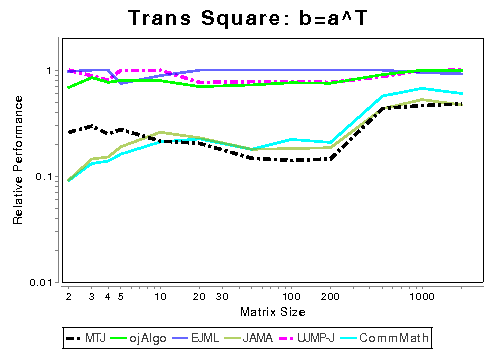 Trans Square: b=a^T
1
0.1
0.01
Relative Performance
2 3 4 5 10 20 30 100 200 1000
Matrix Size
MTJ ojAlgo EJML JAMA UJMP-J CommMath